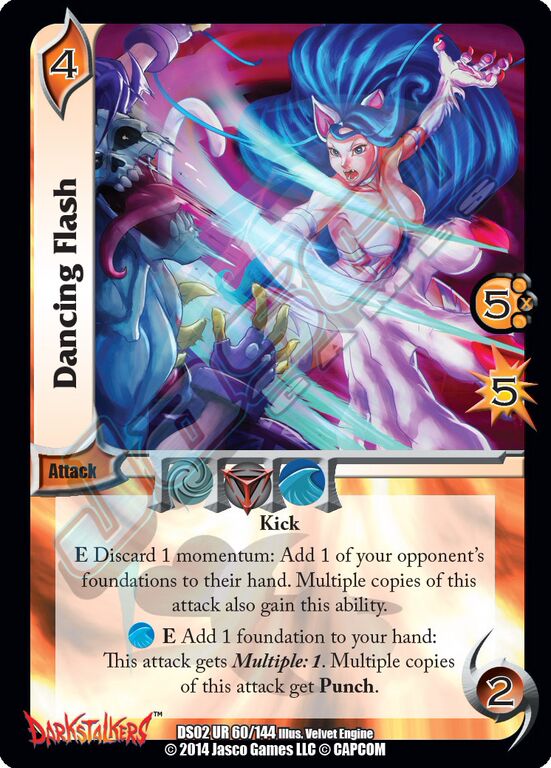 4
Dancing Flash
5
X
5
Attack
Kick
E Discard 1 momentum: Add 1 of your opponent's
foundations to their hand. Multiple copies of this
attack also gain this ability.
E Add 1 foundation to your hand:
This attack gets Multiple: 1. Multiple copies
of this attack get Punch.
2
DARKSTALKERS™
DS02 UR 60/144 Illus. Velvet Engine
© 2014 Jasco Games LLC © CAPCOM